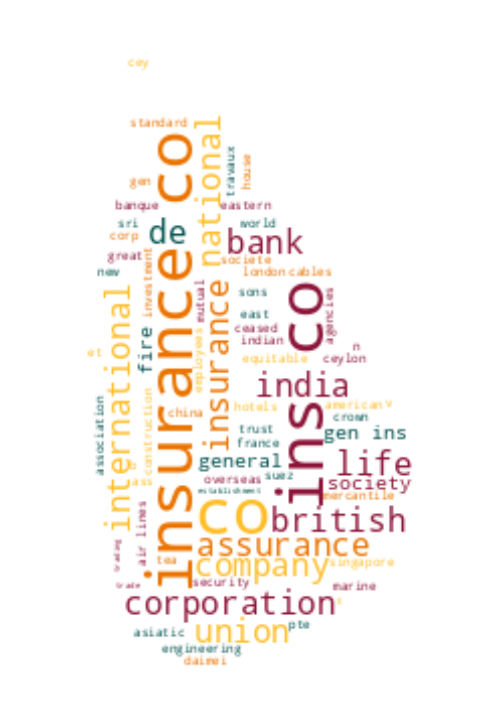 cey
standard
insurance co
national
travaux
house
gen
banque
eastern
sri
de
world
corp
bank
great
societe
new
london
cables
investment
mutual
insurance
sons
ins co
agencies
international
east
fire
employees
ceased
indian
n
et
equitable
ceylon
india
association
construction
china
hotels
american
v
crown
trust
gen ins
france
general
life
suez
overseas
society
ass
establishment
mercantile
co
british
air lines
assurance
trading
tea
company
singapore
trade
security
marine
corporation
s
asiatic
union
pte
engineering
daimei